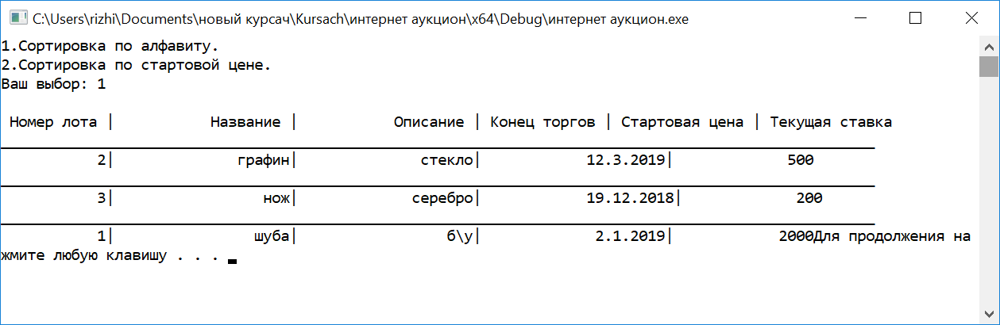 C:\Users\rizhi\Documents\новый курсач\Kursach\интернет аукцион\x64\Debug\интернет аукцион.exe
1.Сортировка по алфавиту.
2.Сортировка по стартовой цене.
Ваш выбор: 1
Номер лота | Название | Описание | Конец торгов | Стартовая цена | Текущая ставка
2| графин| стекло| 12.3.2019| 500
3| нож| серебро| 19.12.2018| 200
1| шуба| б\у| 2.1.2019| 2000Для продолжения на
жмите любую клавишу . . .